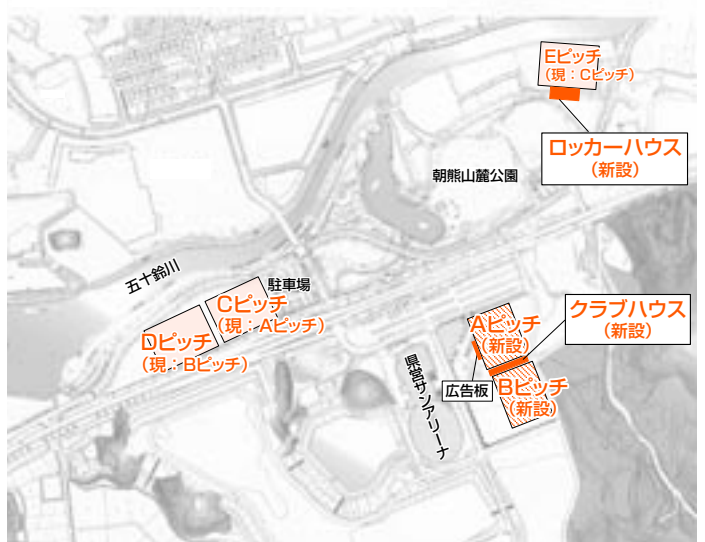 Eピッチ
(現：Cピッチ)
ロッカーハウス
(新設)
朝熊山麓公園
五十鈴川
駐車場
Cピッチ
(現：Aピッチ)
Dピッチ
(現：Bピッチ)
クラブハウス
(新設)
Aピッチ
(新設)
広告板
Bピッチ
(新設)
県営サンアリーナ